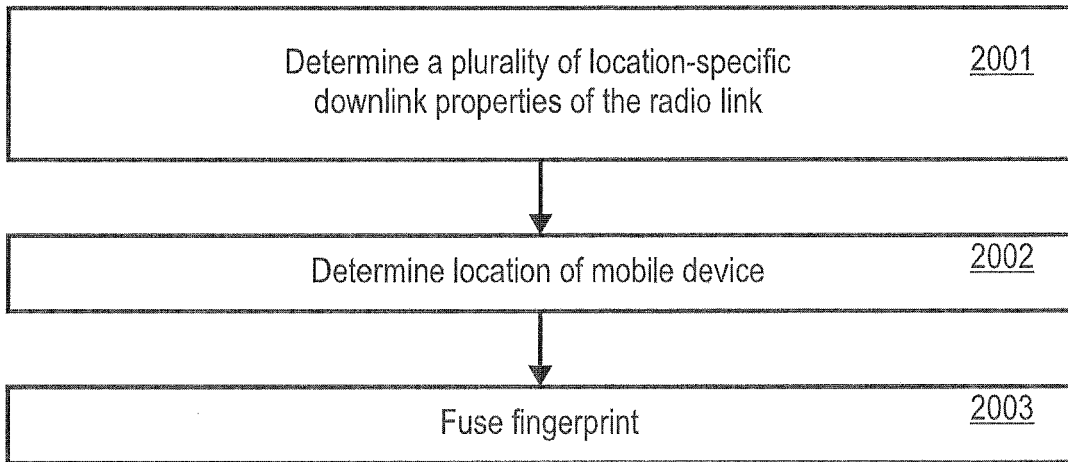 Determine a plurality of location-specific 2001
downlink properties of the radio link
Determine location of mobile device 2002
Fuse fingerprint 2003